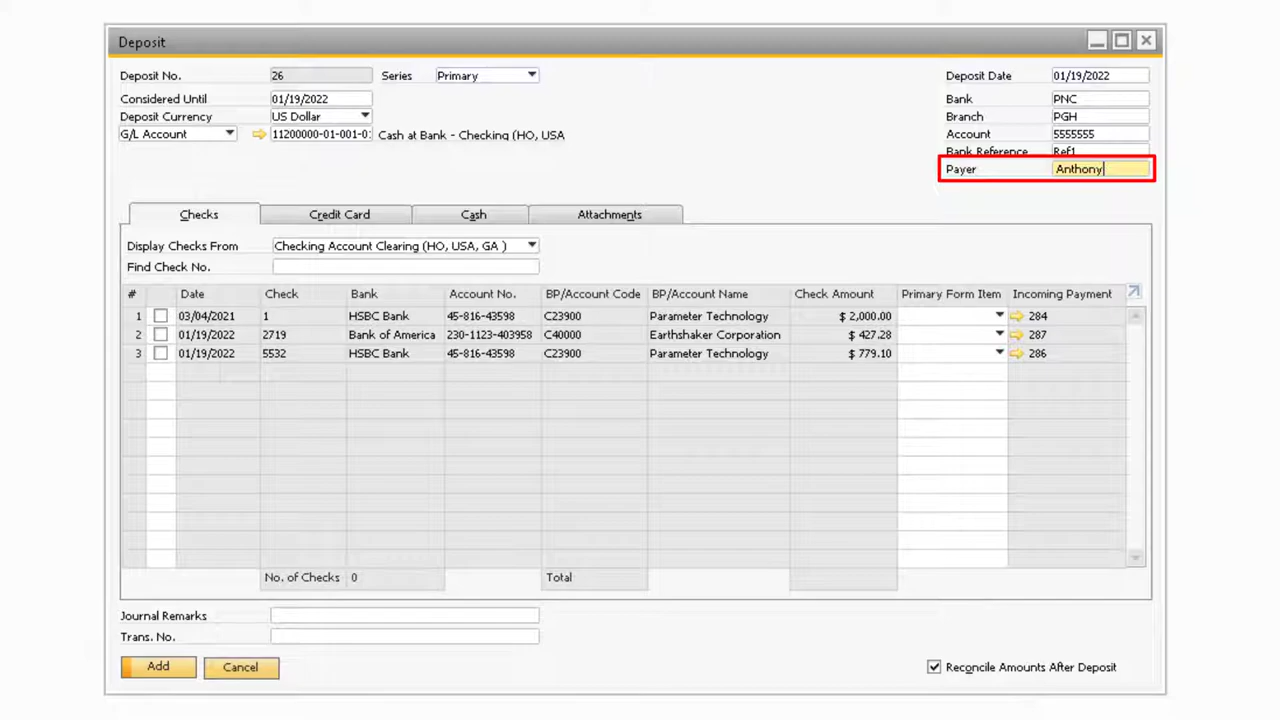 Deposit
Deposit No. 26 Series Primary Deposit Date 01/19/2022
Considered Until 01/19/2022 Bank PNC
Deposit Currency US Dollar Branch PGH
G/L Account 11200000-01-001-0: Cash at Bank - Checking (HO, USA Account 5555555
Bank Reference Ref1
Payer Anthony
Checks Credit Card Cash Attachments
Display Checks From Checking Account Clearing (HO, USA, GA )
Find Check No.
# Date Check Bank Account No. BP/Account Code BP/Account Name Check Amount Primary Form Item Incoming Payment
1 03/04/2021 1 HSBC Bank 45-816-43598 C23900 Parameter Technology $ 2,000.00 284
2 01/19/2022 2719 Bank of America 230-1123-403958 C40000 Earthshaker Corporation $ 427.28 287
3 01/19/2022 5532 HSBC Bank 45-816-43598 C23900 Parameter Technology $ 779.10 286
No. of Checks 0 Total
Journal Remarks
Trans. No.
Add Cancel Reconcile Amounts After Deposit